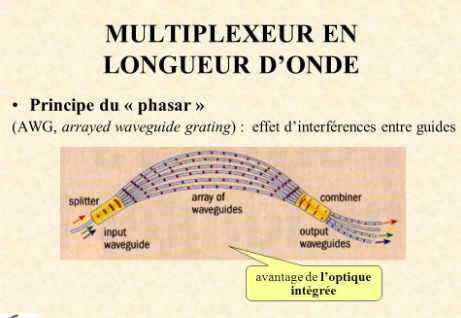 MULTIPLEXEUR EN
LONGUEUR D'ONDE
• Principe du « phasar »
(AWG, arrayed waveguide grating) : effet d'interférences entre guides
splitter
array of
waveguides
combiner
input
waveguide
output
waveguides
avantage de l'optique
intégrée